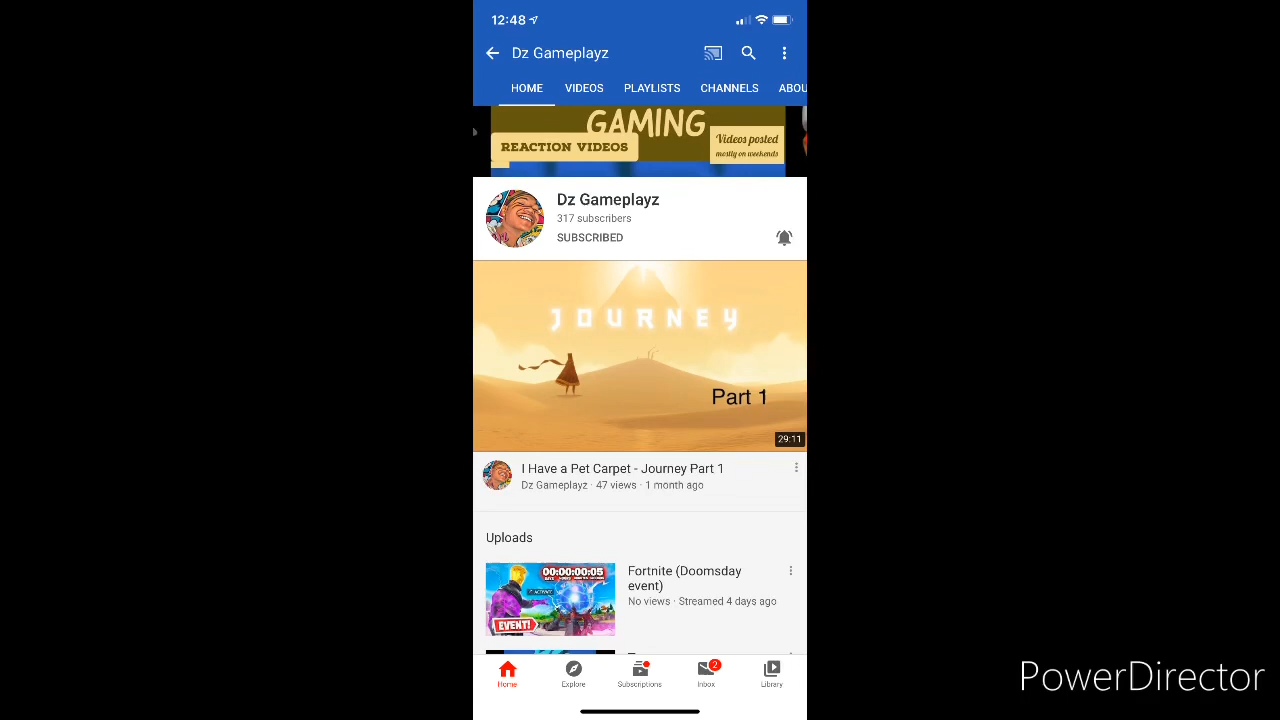 12:48
Dz Gameplayz
HOME VIDEOS PLAYLISTS CHANNELS ABOU
GAMING
REACTION VIDEOS
Videos posted
mostly on weekends
Dz Gameplayz
317 subscribers
SUBSCRIBED
JOURNEY
Part 1
29:11
I Have a Pet Carpet - Journey Part 1
Dz Gameplayz · 47 views · 1 month ago
Uploads
00:00:00:05
ACTIVATE
EVENT!
Fortnite (Doomsday
event)
No views · Streamed 4 days ago
2
Home Explore Subscriptions Inbox Library
PowerDirector